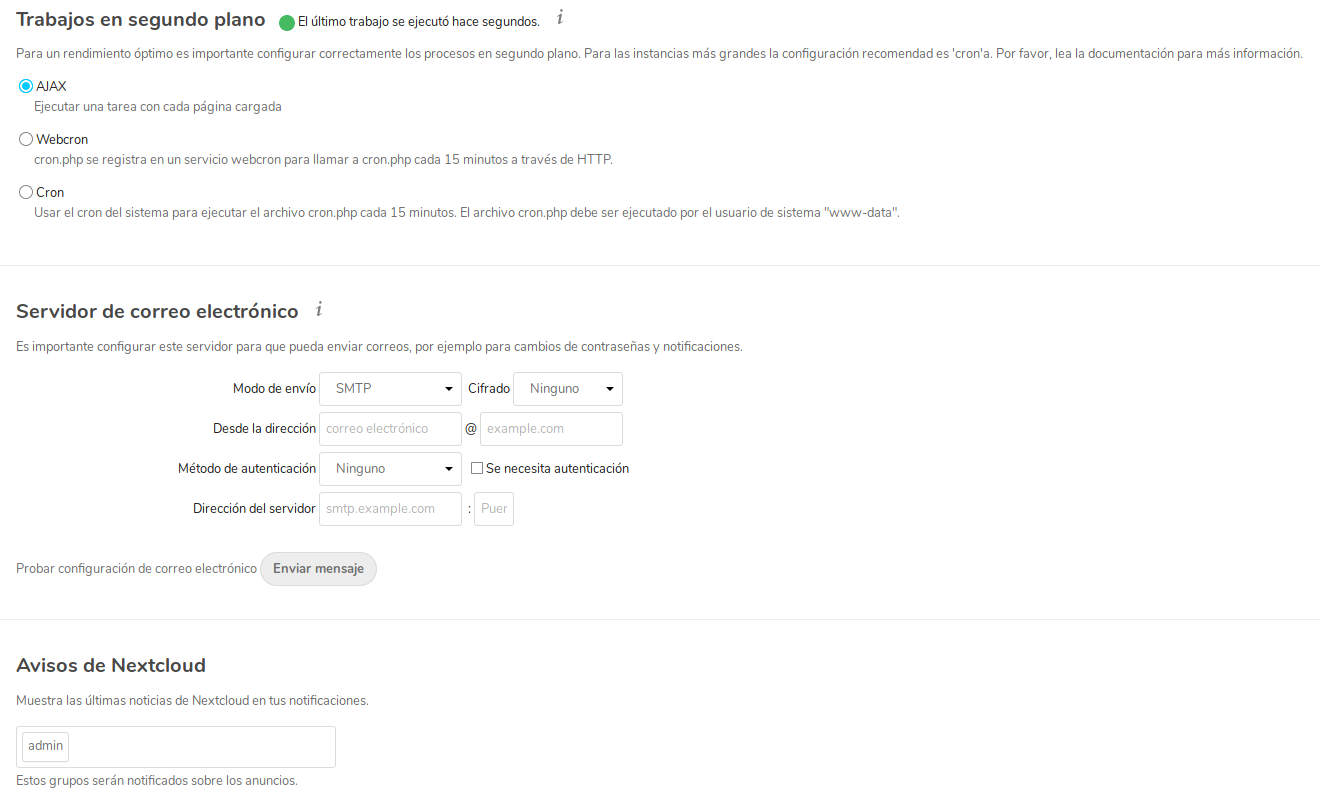 Trabajos en segundo plano El último trabajo se ejecutó hace segundos. i
Para un rendimiento óptimo es importante configurar correctamente los procesos en segundo plano. Para las instancias más grandes la configuración recomendad es 'cron'a. Por favor, lea la documentación para más información.
AJAX
Ejecutar una tarea con cada página cargada
Webcron
cron.php se registra en un servicio webcron para llamar a cron.php cada 15 minutos a través de HTTP.
Cron
Usar el cron del sistema para ejecutar el archivo cron.php cada 15 minutos. El archivo cron.php debe ser ejecutado por el usuario de sistema "www-data".
Servidor de correo electrónico i
Es importante configurar este servidor para que pueda enviar correos, por ejemplo para cambios de contraseñas y notificaciones.
Modo de envío SMTP Cifrado Ninguno
Desde la dirección correo electrónico @ example.com
Método de autenticación Ninguno Se necesita autenticación
Dirección del servidor smtp.example.com : Puer
Probar configuración de correo electrónico Enviar mensaje
Avisos de Nextcloud
Muestra las últimas noticias de Nextcloud en tus notificaciones.
admin
Estos grupos serán notificados sobre los anuncios.